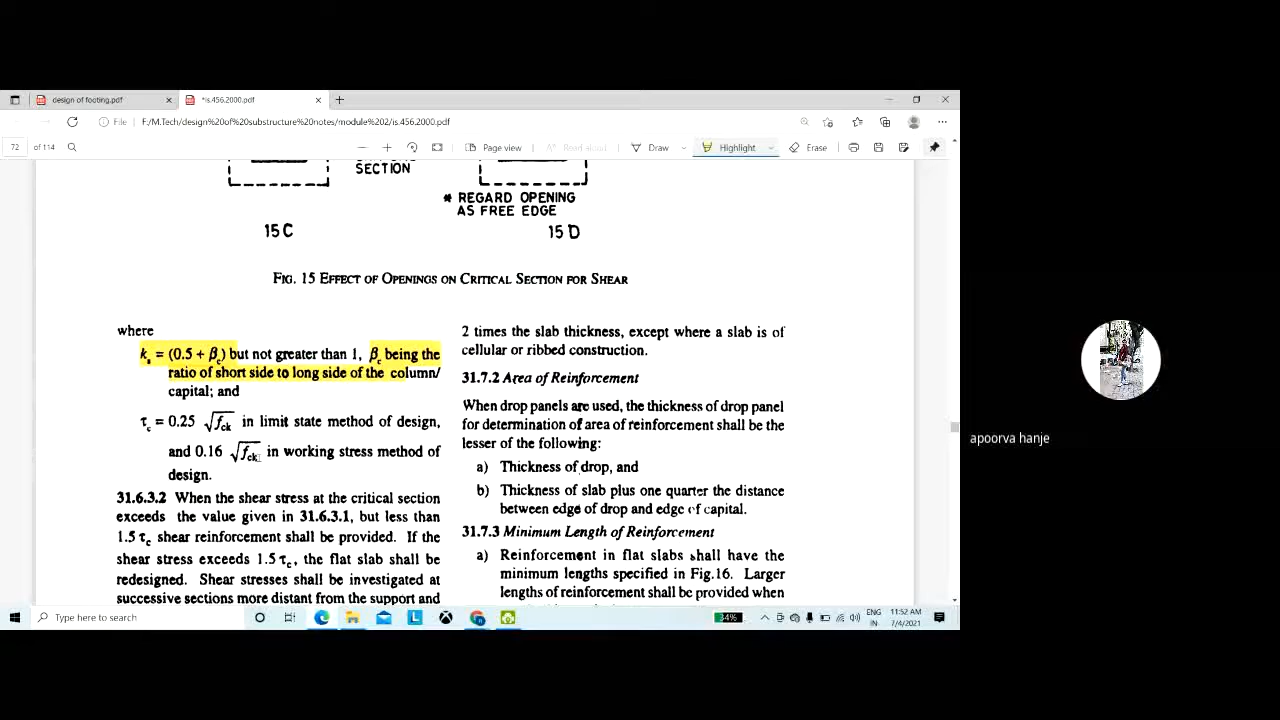 design of footing.pdf
*is.456.2000.pdf
File
F:/M.Tech/design%20of%20substructure%20notes/module%202/is.456.2000.pdf
72 of 114
Page view
Read aloud
Draw
Highlight
Erase
SECTION
* REGARD OPENING
AS FREE EDGE
15 C
15 D
FIG. 15 EFFECT OF OPENINGS ON CRITICAL SECTION FOR SHEAR
where
kₛ = (0.5 + β_c) but not greater than 1, β_c being the
ratio of short side to long side of the column/
capital; and
τ_c = 0.25 √f_ck in limit state method of design,
and 0.16 √f_ck in working stress method of
design.
31.6.3.2 When the shear stress at the critical section
exceeds the value given in 31.6.3.1, but less than
1.5 τ_c shear reinforcement shall be provided. If the
shear stress exceeds 1.5 τ_c, the flat slab shall be
redesigned. Shear stresses shall be investigated at
successive sections more distant from the support and
2 times the slab thickness, except where a slab is of
cellular or ribbed construction.
31.7.2 Area of Reinforcement
When drop panels are used, the thickness of drop panel
for determination of area of reinforcement shall be the
lesser of the following:
a) Thickness of drop, and
b) Thickness of slab plus one quarter the distance
between edge of drop and edge of capital.
31.7.3 Minimum Length of Reinforcement
a) Reinforcement in flat slabs shall have the
minimum lengths specified in Fig.16. Larger
lengths of reinforcement shall be provided when
apoorva hanje
Type here to search
34%
ENG
IN
11:52 AM
7/4/2021